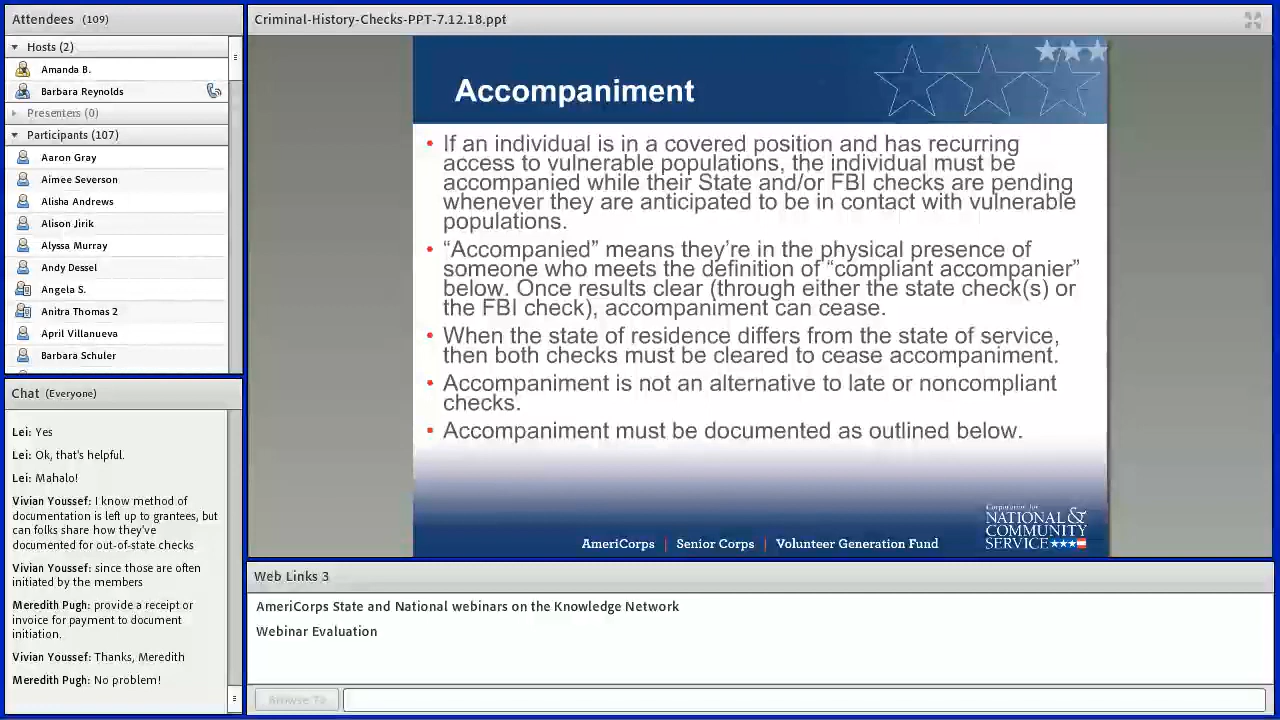 Attendees (109)
Hosts (2)
Amanda B.
Barbara Reynolds
Presenters (0)
Participants (107)
Aaron Gray
Aimee Severson
Alisha Andrews
Alison Jirik
Alyssa Murray
Andy Dessel
Angela S.
Anitra Thomas 2
April Villanueva
Barbara Schuler
Chat (Everyone)
Lei: Yes
Lei: Ok, that's helpful.
Lei: Mahalo!
Vivian Youssef: I know method of
documentation is left up to grantees, but
can folks share how they've
documented for out-of-state checks
Vivian Youssef: since those are often
initiated by the members
Meredith Pugh: provide a receipt or
invoice for payment to document
initiation.
Vivian Youssef: Thanks, Meredith
Meredith Pugh: No problem!
Criminal-History-Checks-PPT-7.12.18.ppt
Accompaniment
• If an individual is in a covered position and has recurring
access to vulnerable populations, the individual must be
accompanied while their State and/or FBI checks are pending
whenever they are anticipated to be in contact with vulnerable
populations.
• “Accompanied” means they’re in the physical presence of
someone who meets the definition of “compliant accompanier”
below. Once results clear (through either the state check(s) or
the FBI check), accompaniment can cease.
• When the state of residence differs from the state of service,
then both checks must be cleared to cease accompaniment.
• Accompaniment is not an alternative to late or noncompliant
checks.
• Accompaniment must be documented as outlined below.
Corporation for
NATIONAL &
COMMUNITY
SERVICE
AmeriCorps | Senior Corps | Volunteer Generation Fund
Web Links 3
AmeriCorps State and National webinars on the Knowledge Network
Webinar Evaluation
Browse To